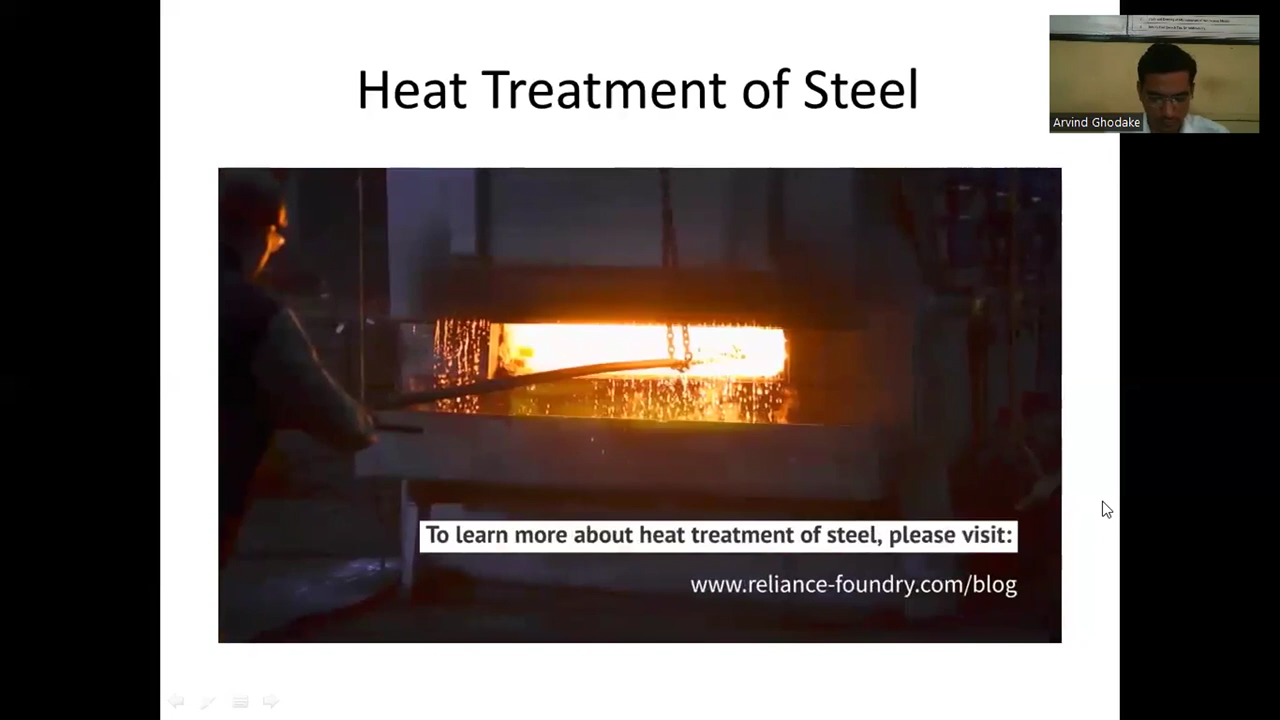 Heat Treatment of Steel
Arvind Ghodake
To learn more about heat treatment of steel, please visit:
www.reliance-foundry.com/blog